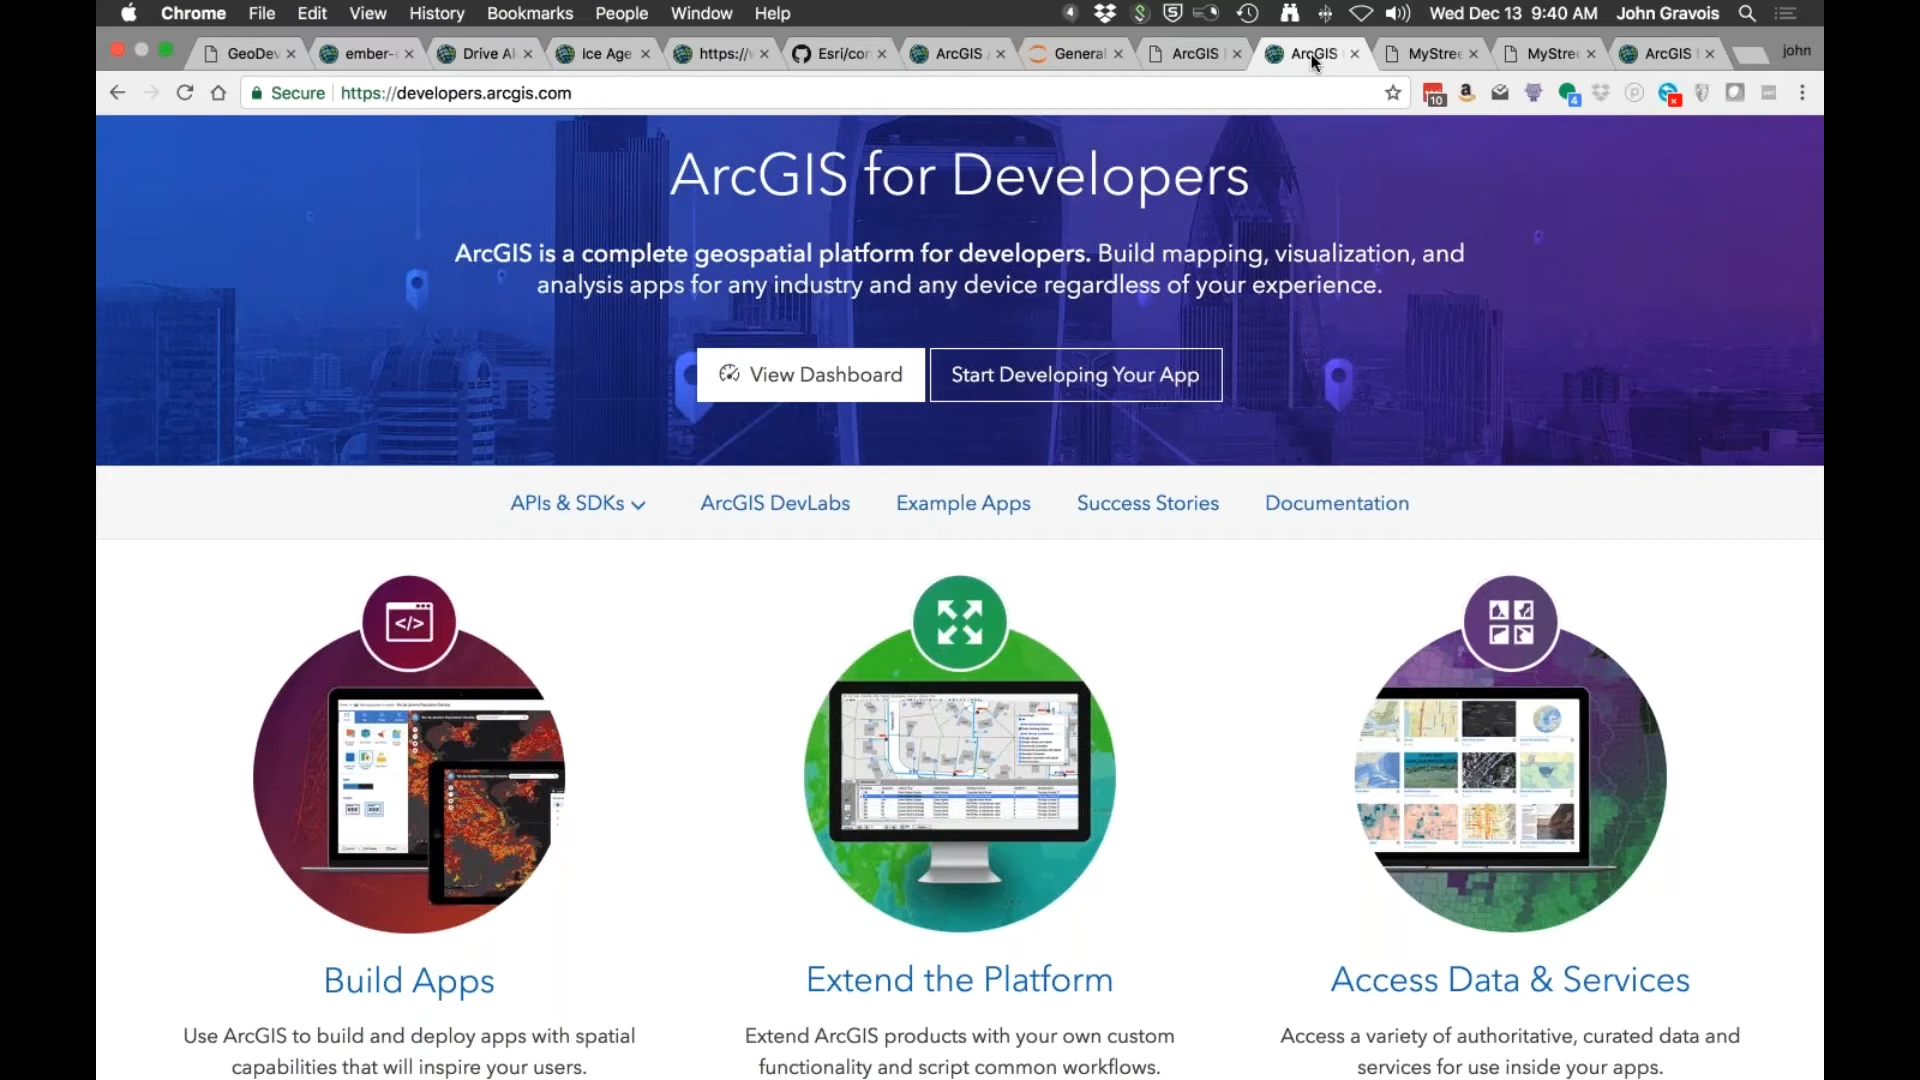 Chrome File Edit View History Bookmarks People Window Help Wed Dec 13 9:40 AM John Gravois
GeoDev ember- Drive Al Ice Age https:// Esri/cor ArcGIS General ArcGIS ArcGIS MyStree MyStree ArcGIS john
Secure https://developers.arcgis.com 10 4
ArcGIS for Developers
ArcGIS is a complete geospatial platform for developers. Build mapping, visualization, and
analysis apps for any industry and any device regardless of your experience.
View Dashboard Start Developing Your App
APIs & SDKs ArcGIS DevLabs Example Apps Success Stories Documentation
</>
Build Apps Extend the Platform Access Data & Services
Use ArcGIS to build and deploy apps with spatial
capabilities that will inspire your users.
Extend ArcGIS products with your own custom
functionality and script common workflows.
Access a variety of authoritative, curated data and
services for use inside your apps.